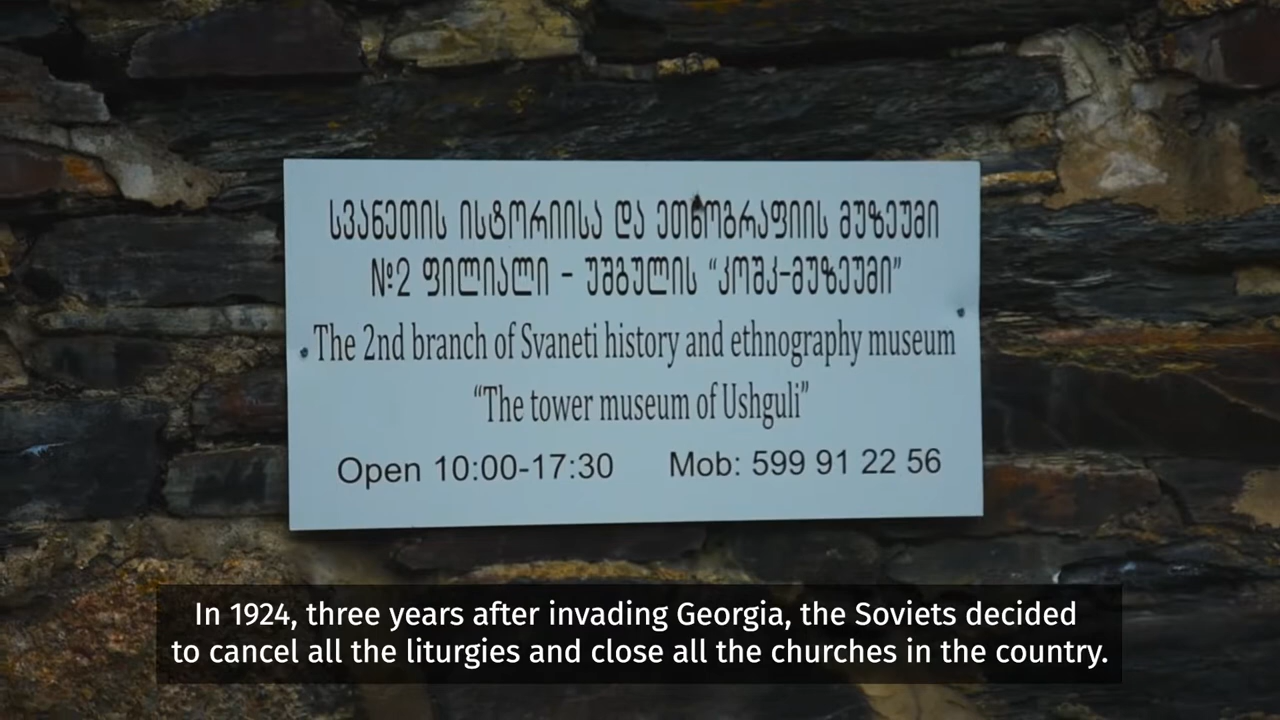 სვანეთის ისტორიისა და ეთნოგრაფიის მუზეუმი
№2 ფილიალი - უშგულის “კოშკ-მუზეუმი”
The 2nd branch of Svaneti history and ethnography museum
“The tower museum of Ushguli”
Open 10:00-17:30 Mob: 599 91 22 56
In 1924, three years after invading Georgia, the Soviets decided
to cancel all the liturgies and close all the churches in the country.